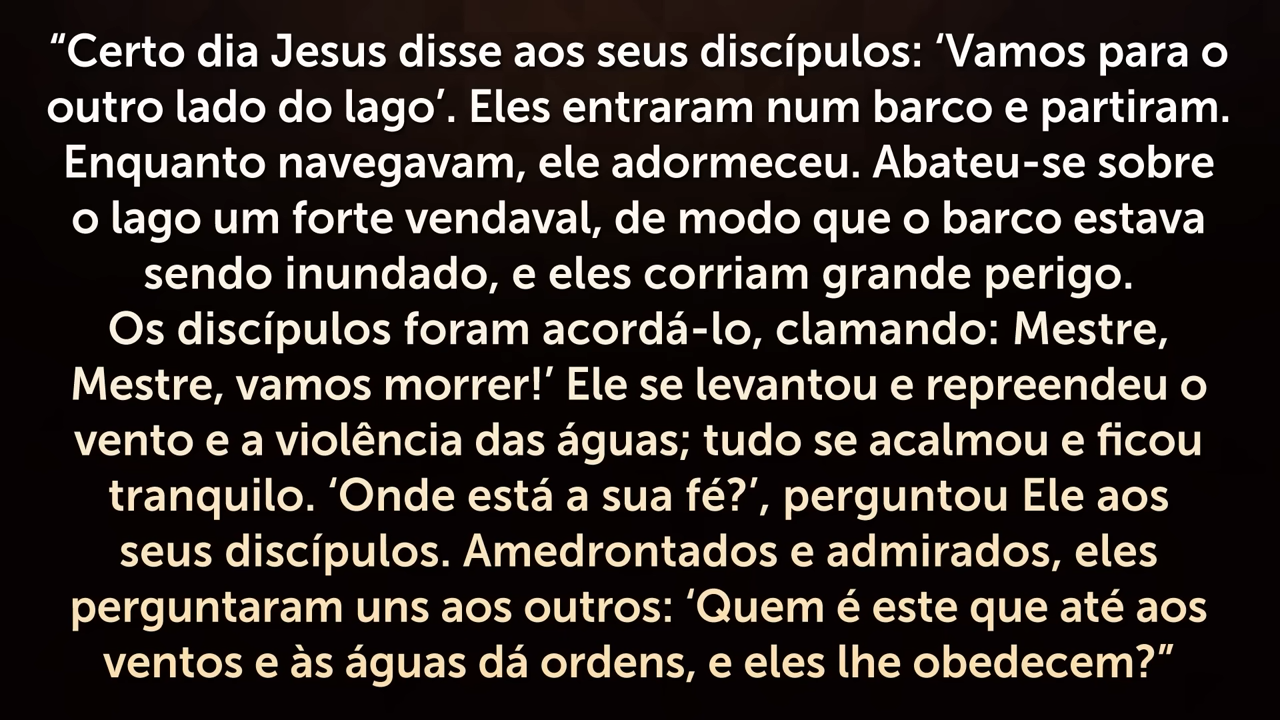 “Certo dia Jesus disse aos seus discípulos: ‘Vamos para o
outro lado do lago’. Eles entraram num barco e partiram.
Enquanto navegavam, ele adormeceu. Abateu-se sobre
o lago um forte vendaval, de modo que o barco estava
sendo inundado, e eles corriam grande perigo.
Os discípulos foram acordá-lo, clamando: Mestre,
Mestre, vamos morrer!’ Ele se levantou e repreendeu o
vento e a violência das águas; tudo se acalmou e ficou
tranquilo. ‘Onde está a sua fé?’, perguntou Ele aos
seus discípulos. Amedrontados e admirados, eles
perguntaram uns aos outros: ‘Quem é este que até aos
ventos e às águas dá ordens, e eles lhe obedecem?”